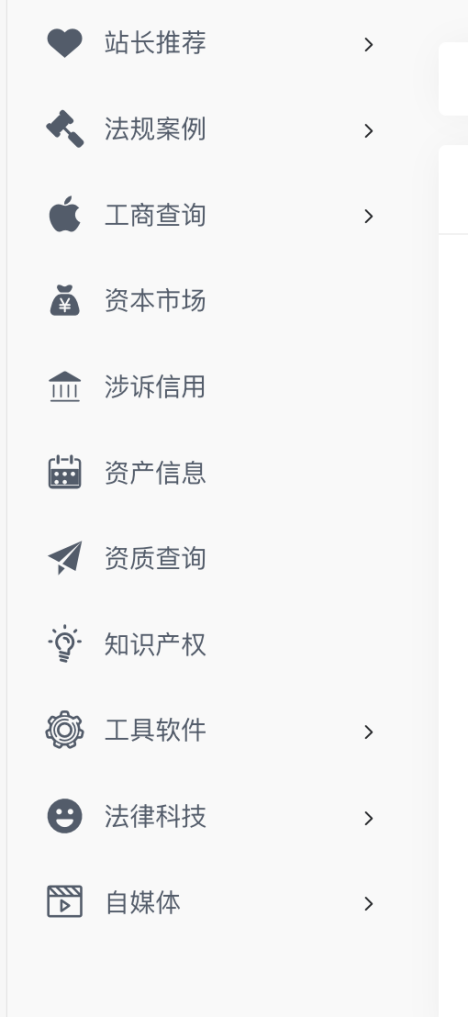 站长推荐
法规案例
工商查询
资本市场
涉诉信用
资产信息
资质查询
知识产权
工具软件
法律科技
自媒体